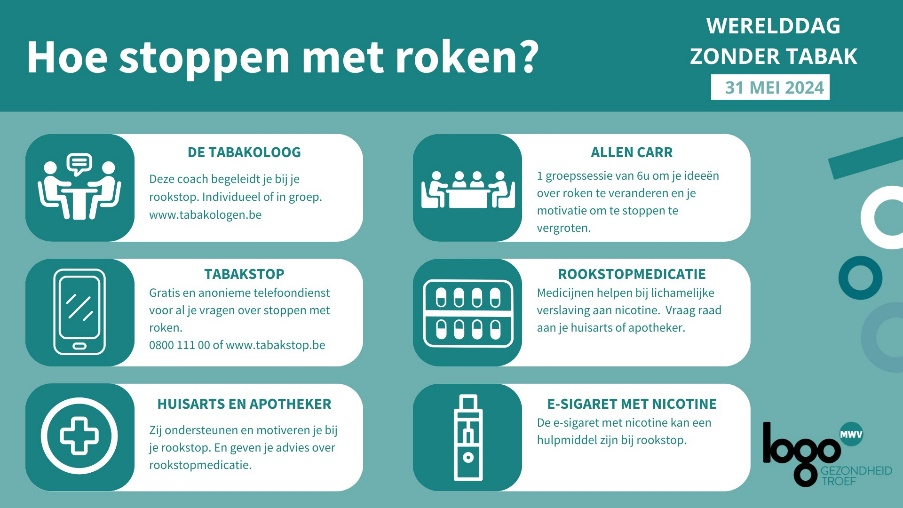 Hoe stoppen met roken?
WERELDDAG
ZONDER TABAK
31 MEI 2024
DE TABAKOLOOG
Deze coach begeleidt je bij je
rookstop. Individueel of in groep.
www.tabakologen.be
ALLEN CARR
1 groepssessie van 6u om je ideeën
over roken te veranderen en je
motivatie om te stoppen te
vergroten.
TABAKSTOP
Gratis en anonieme telefoondienst
voor al je vragen over stoppen met
roken.
0800 111 00 of www.tabakstop.be
ROOKSTOPMEDICATIE
Medicijnen helpen bij lichamelijke
verslaving aan nicotine. Vraag raad
aan je huisarts of apotheker.
HUISARTS EN APOTHEKER
Zij ondersteunen en motiveren je bij
je rookstop. En geven je advies over
rookstopmedicatie.
E-SIGARET MET NICOTINE
De e-sigaret met nicotine kan een
hulpmiddel zijn bij rookstop.
logo MWV
GEZONDHEID
TROEF